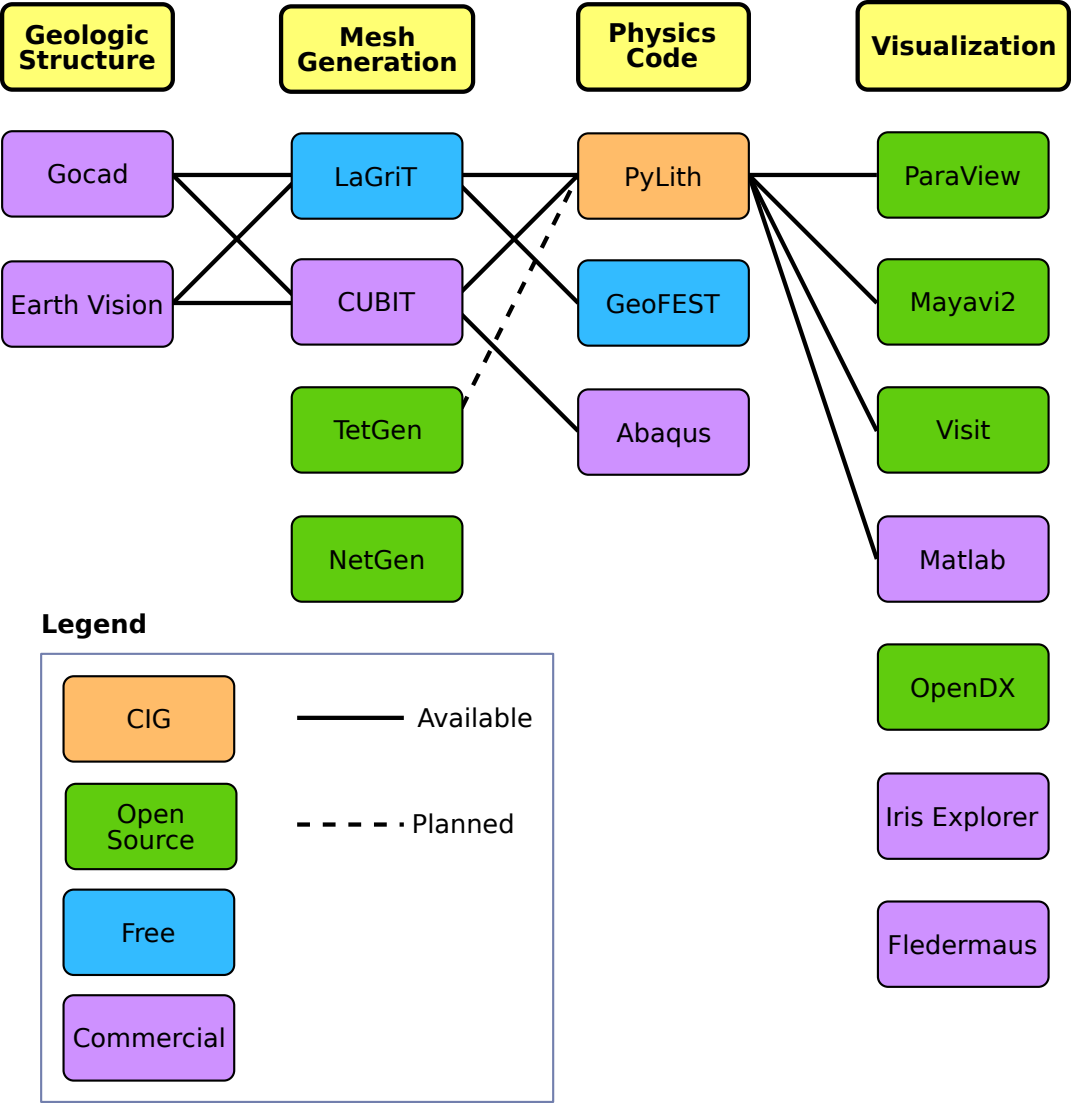 Geologic
Structure
Mesh
Generation
Physics
Code
Visualization
Gocad
LaGriT
PyLith
ParaView
Earth Vision
CUBIT
GeoFEST
Mayavi2
TetGen
Abaqus
Visit
NetGen
Matlab
OpenDX
Iris Explorer
Fledermaus
Legend
CIG
Available
Open
Source
Planned
Free
Commercial